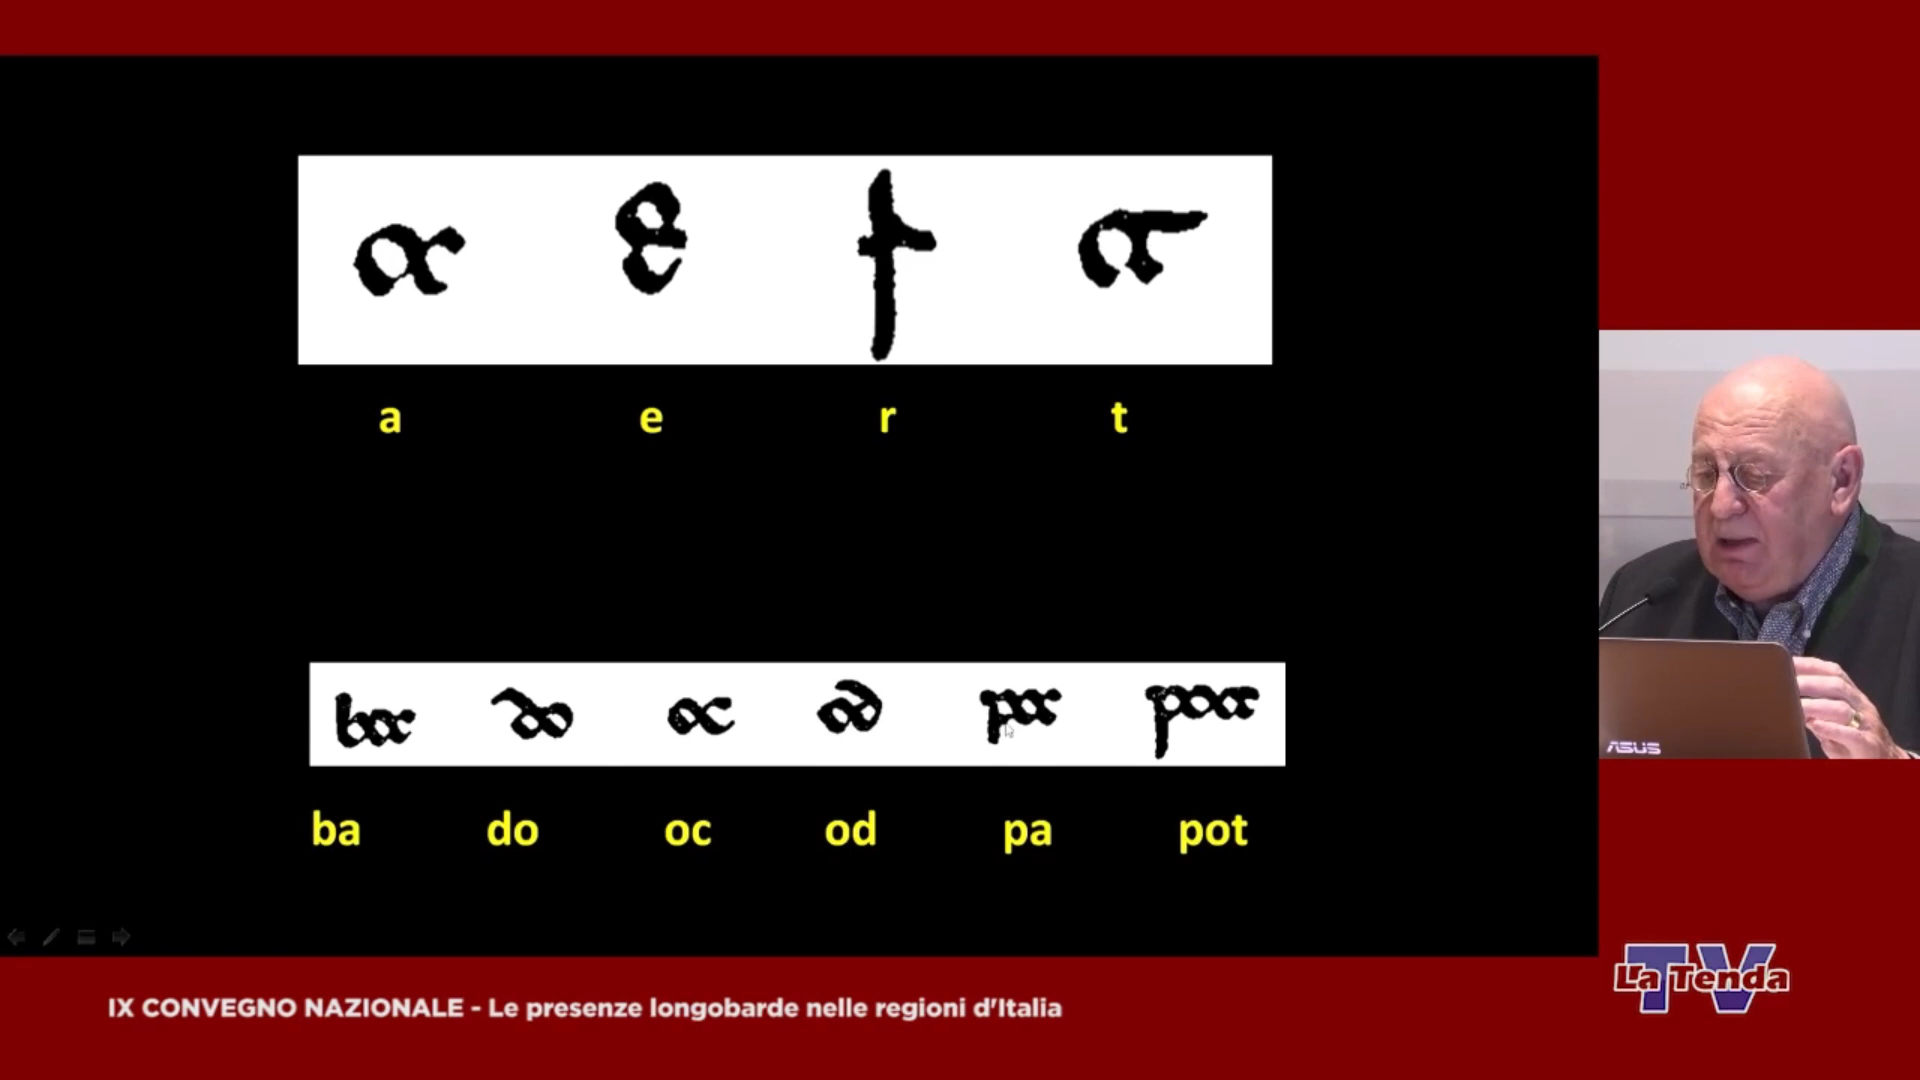 a e r t
ba do oc od pa pot
ASUS
La Tenda
TV
IX CONVEGNO NAZIONALE - Le presenze longobarde nelle regioni d'Italia